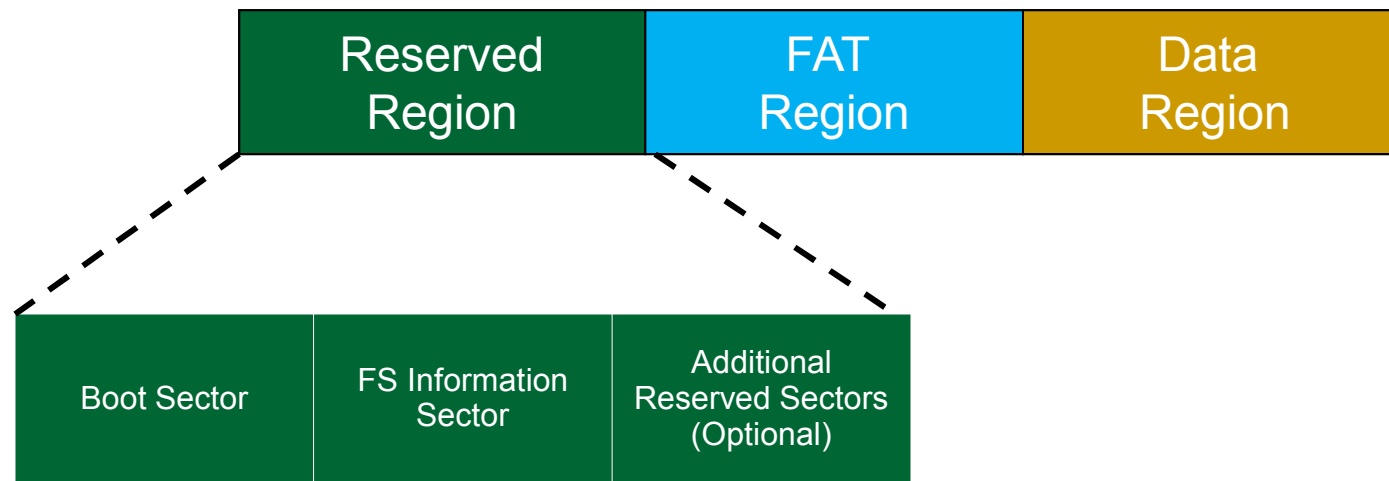 Reserved
Region
FAT
Region
Data
Region
Boot Sector
FS Information
Sector
Additional
Reserved Sectors
(Optional)